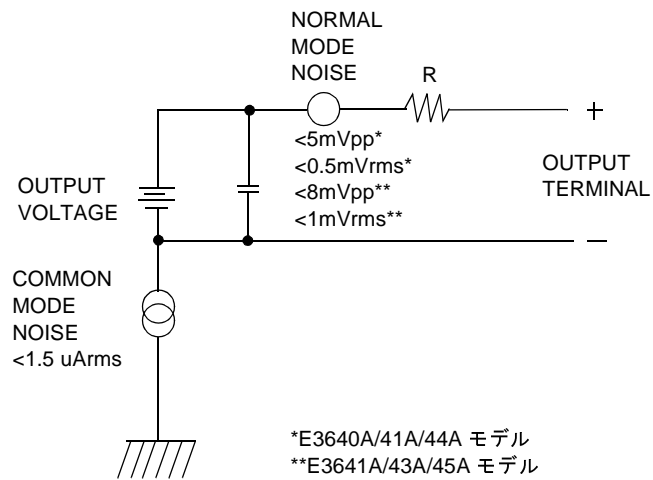 NORMAL
MODE
NOISE
R
+
<5mVpp*
<0.5mVrms*
<8mVpp**
<1mVrms**
OUTPUT
VOLTAGE
OUTPUT
TERMINAL
−
COMMON
MODE
NOISE
<1.5 uArms
*E3640A/41A/44A モデル
**E3641A/43A/45A モデル